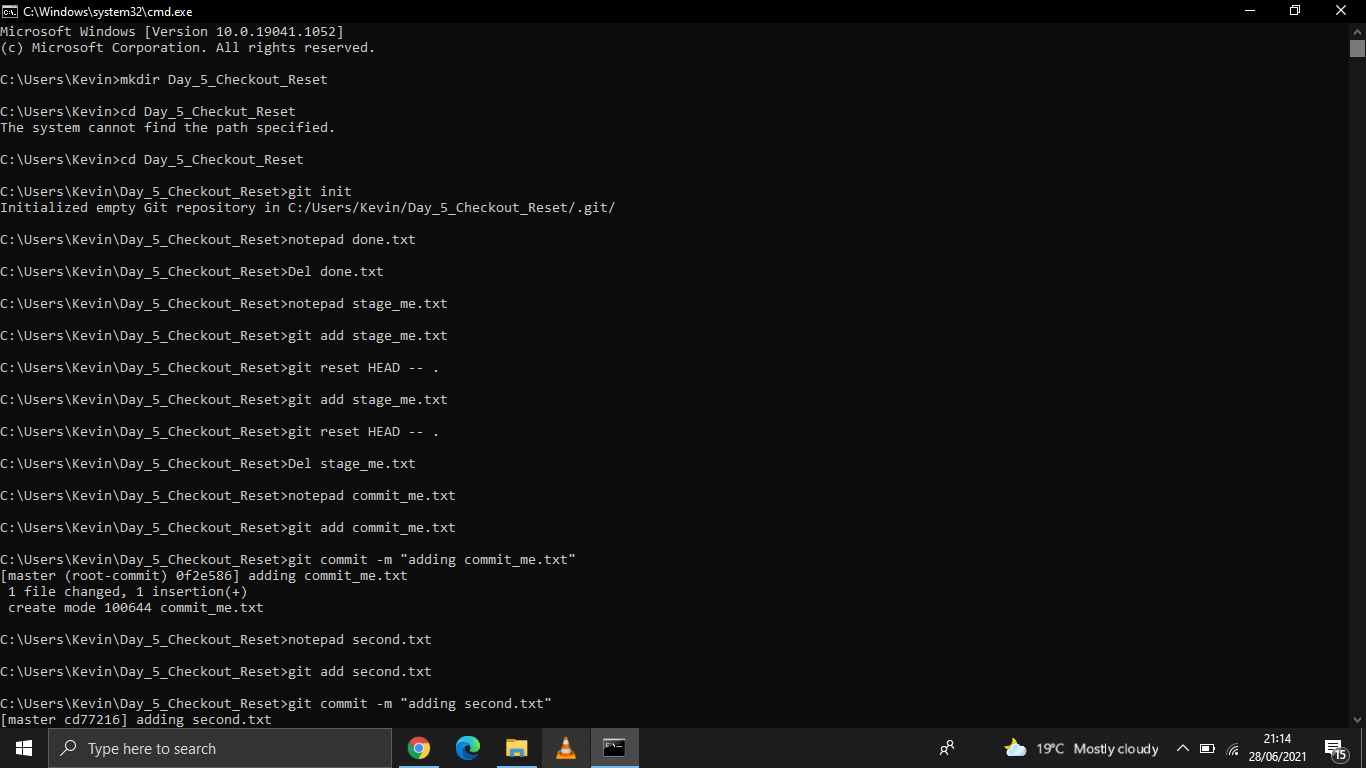 C:\Windows\system32\cmd.exe
Microsoft Windows [Version 10.0.19041.1052]
(c) Microsoft Corporation. All rights reserved.
C:\Users\Kevin>mkdir Day_5_Checkout_Reset
C:\Users\Kevin>cd Day_5_Checkut_Reset
The system cannot find the path specified.
C:\Users\Kevin>cd Day_5_Checkout_Reset
C:\Users\Kevin\Day_5_Checkout_Reset>git init
Initialized empty Git repository in C:/Users/Kevin/Day_5_Checkout_Reset/.git/
C:\Users\Kevin\Day_5_Checkout_Reset>notepad done.txt
C:\Users\Kevin\Day_5_Checkout_Reset>Del done.txt
C:\Users\Kevin\Day_5_Checkout_Reset>notepad stage_me.txt
C:\Users\Kevin\Day_5_Checkout_Reset>git add stage_me.txt
C:\Users\Kevin\Day_5_Checkout_Reset>git reset HEAD -- .
C:\Users\Kevin\Day_5_Checkout_Reset>git add stage_me.txt
C:\Users\Kevin\Day_5_Checkout_Reset>git reset HEAD -- .
C:\Users\Kevin\Day_5_Checkout_Reset>Del stage_me.txt
C:\Users\Kevin\Day_5_Checkout_Reset>notepad commit_me.txt
C:\Users\Kevin\Day_5_Checkout_Reset>git add commit_me.txt
C:\Users\Kevin\Day_5_Checkout_Reset>git commit -m "adding commit_me.txt"
[master (root-commit) 0f2e586] adding commit_me.txt
 1 file changed, 1 insertion(+)
 create mode 100644 commit_me.txt
C:\Users\Kevin\Day_5_Checkout_Reset>notepad second.txt
C:\Users\Kevin\Day_5_Checkout_Reset>git add second.txt
C:\Users\Kevin\Day_5_Checkout_Reset>git commit -m "adding second.txt"
[master cd77216] adding second.txt
Type here to search
19°C Mostly cloudy
21:14
28/06/2021
15